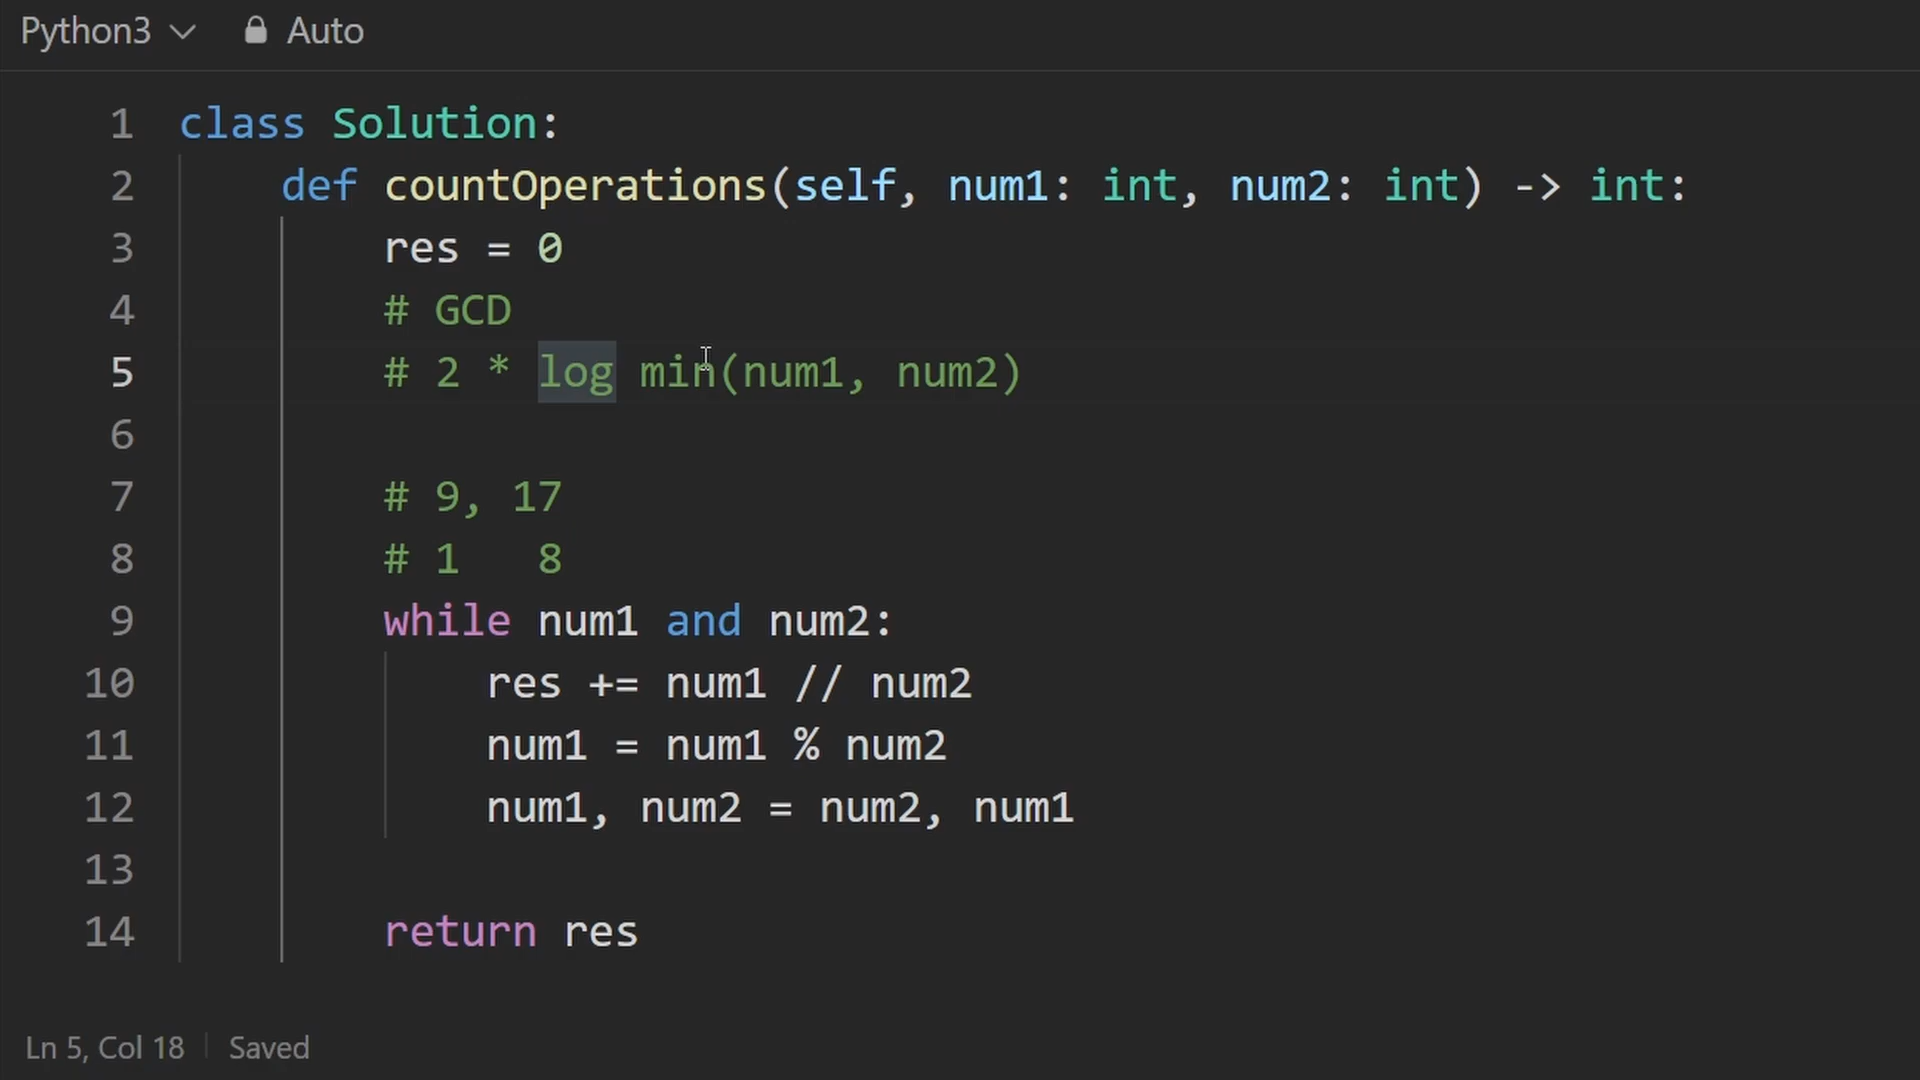 Python3 Auto
1 class Solution:
2 def countOperations(self, num1: int, num2: int) -> int:
3 res = 0
4 # GCD
5 # 2 * log min(num1, num2)
6
7 # 9, 17
8 # 1 8
9 while num1 and num2:
10 res += num1 // num2
11 num1 = num1 % num2
12 num1, num2 = num2, num1
13
14 return res
Ln 5, Col 18 Saved